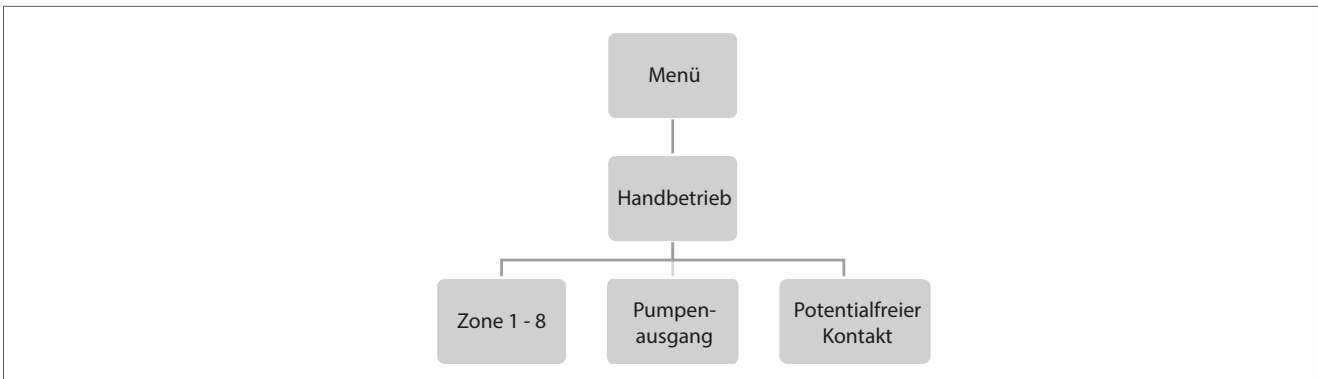 Menü
Handbetrieb
Zone 1 - 8
Pumpen-
ausgang
Potentialfreier
Kontakt